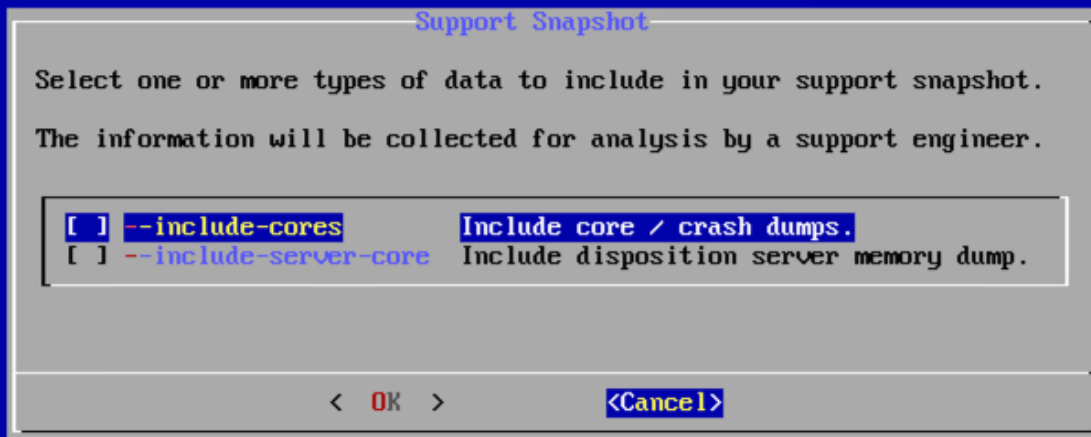 Support Snapshot
Select one or more types of data to include in your support snapshot.
The information will be collected for analysis by a support engineer.
[ ] --include-cores Include core / crash dumps.
[ ] --include-server-core Include disposition server memory dump.
< OK > <Cancel>